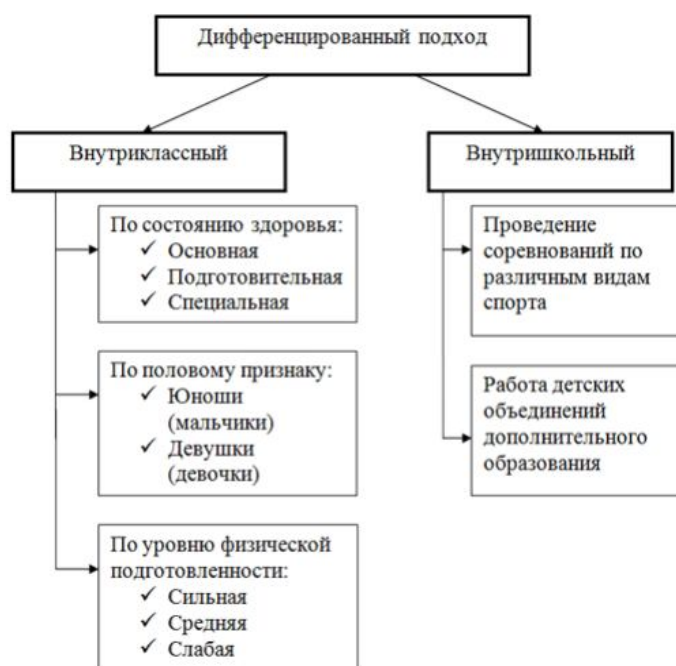 Дифференцированный подход
Внутриклассный
Внутришкольный
По состоянию здоровья:
✓ Основная
✓ Подготовительная
✓ Специальная
По половому признаку:
✓ Юноши
(мальчики)
✓ Девушки
(девочки)
По уровню физической
подготовленности:
✓ Сильная
✓ Средняя
✓ Слабая
Проведение
соревнований по
различным видам
спорта
Работа детских
объединений
дополнительного
образования